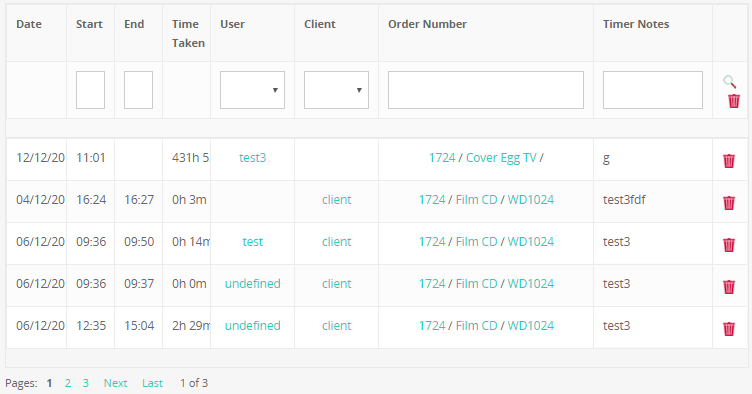 Date Start End Time Taken User Client Order Number Timer Notes
12/12/20 11:01 431h 5 test3 1724 / Cover Egg TV / g
04/12/20 16:24 16:27 0h 3m client 1724 / Film CD / WD1024 test3fdf
06/12/20 09:36 09:50 0h 14m test client 1724 / Film CD / WD1024 test3
06/12/20 09:36 09:37 0h 0m undefined client 1724 / Film CD / WD1024 test3
06/12/20 12:35 15:04 2h 29m undefined client 1724 / Film CD / WD1024 test3
Pages: 1 2 3 Next Last 1 of 3